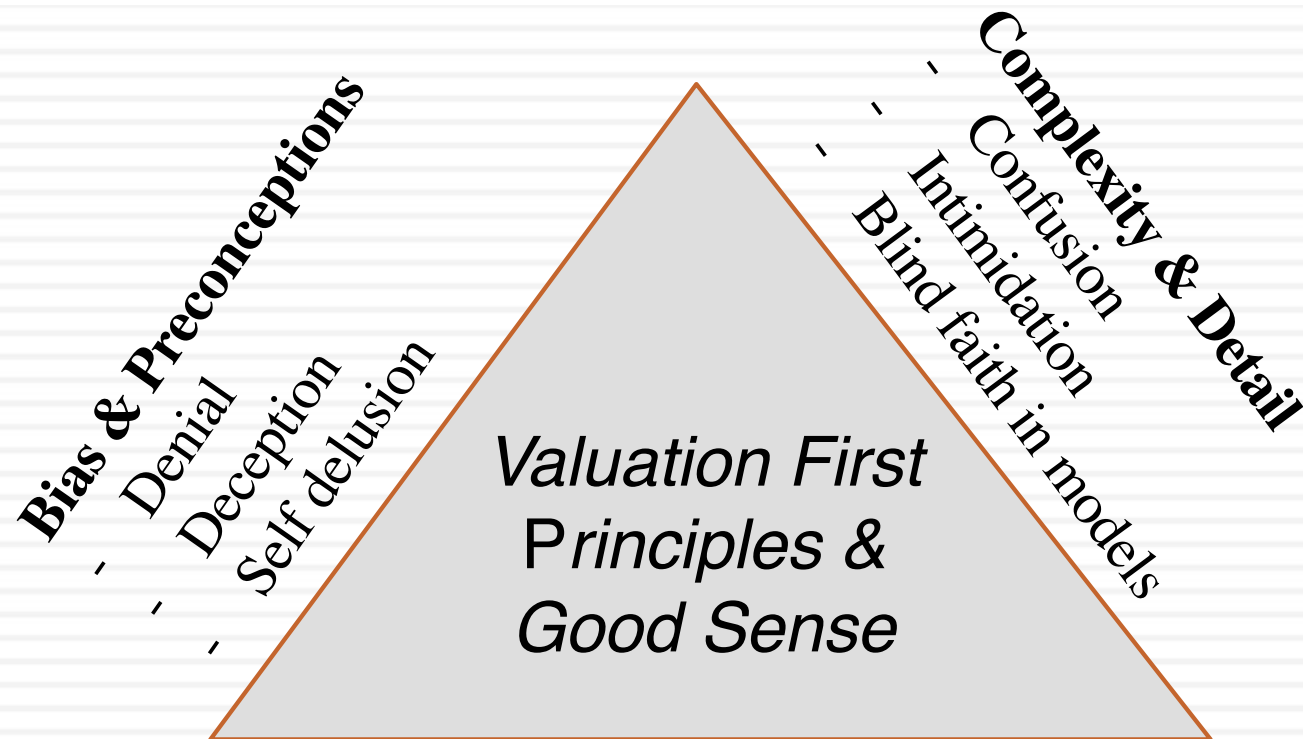 Bias & Preconceptions
- Denial
- Deception
- Self delusion
Complexity & Detail
- Confusion
- Intimidation
- Blind faith in models
Valuation First
Principles &
Good Sense